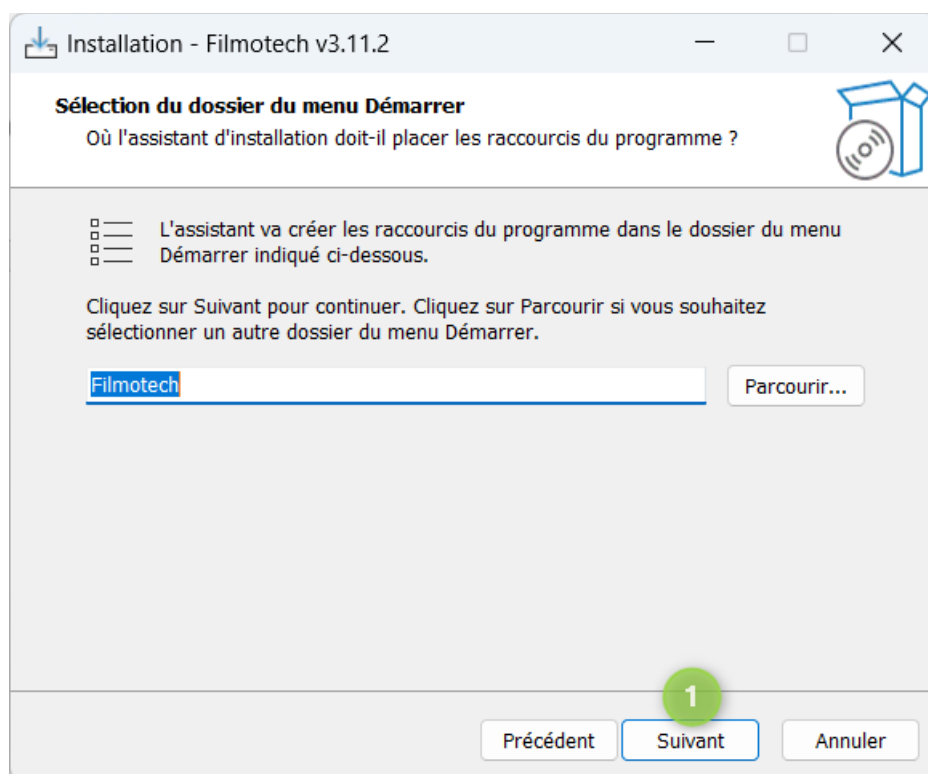 Installation - Filmotech v3.11.2
Sélection du dossier du menu Démarrer
Où l'assistant d'installation doit-il placer les raccourcis du programme ?
L'assistant va créer les raccourcis du programme dans le dossier du menu
Démarrer indiqué ci-dessous.
Cliquez sur Suivant pour continuer. Cliquez sur Parcourir si vous souhaitez
sélectionner un autre dossier du menu Démarrer.
Filmotech
Parcourir...
1
Précédent
Suivant
Annuler